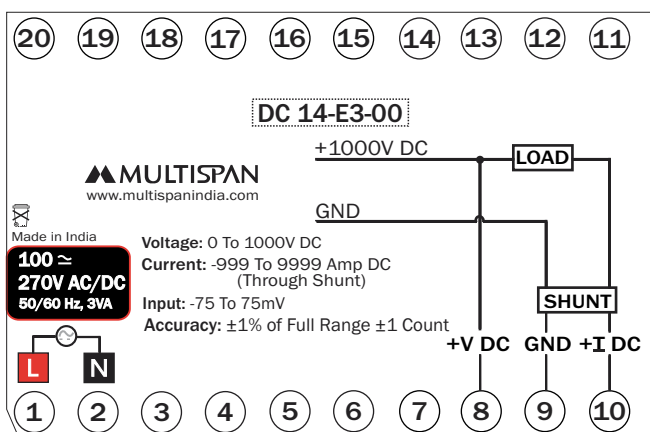 20 19 18 17 16 15 14 13 12 11
DC 14-E3-00
+1000V DC
LOAD
MULTISPAN
www.multispanindia.com
GND
Made in India
Voltage: 0 To 1000V DC
100 ≃
270V AC/DC
50/60 Hz, 3VA
Current: -999 To 9999 Amp DC
(Through Shunt)
Input: -75 To 75mV
Accuracy: ±1% of Full Range ±1 Count
SHUNT
+V DC GND +I DC
L N
1 2 3 4 5 6 7 8 9 10